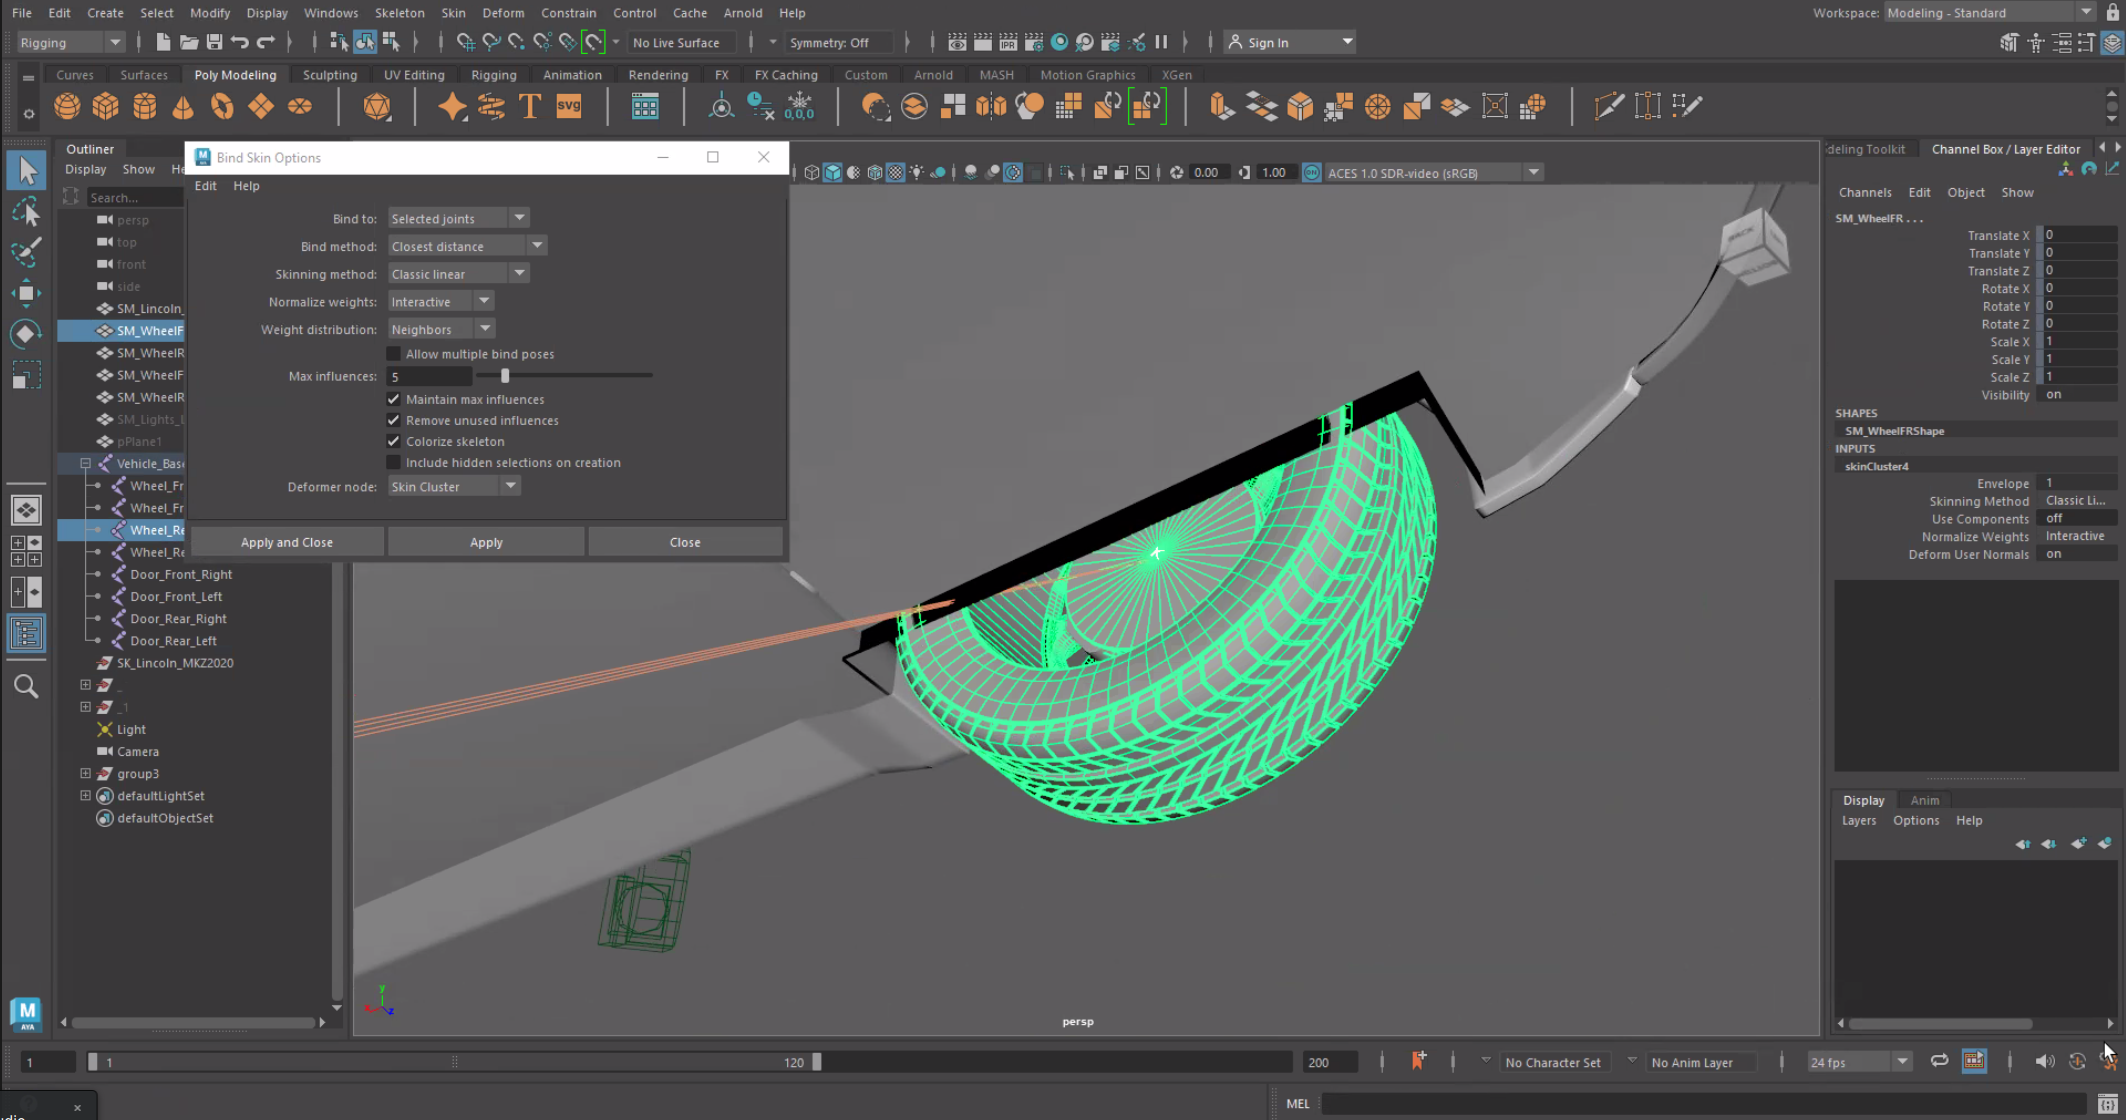 File Edit Create Select Modify Display Windows Skeleton Skin Deform Constrain Control Cache Arnold Help
Workspace: Modeling - Standard
Rigging No Live Surface Symmetry: Off IPR Sign In
Curves Surfaces Poly Modeling Sculpting UV Editing Rigging Animation Rendering FX FX Caching Custom Arnold MASH Motion Graphics XGen
T SVG 0,0,0
Outliner
Display Show He
Search...
persp
top
front
side
SM_Lincoln_
SM_WheelF
SM_WheelR
SM_WheelF
SM_WheelR
SM_Lights_L
pPlane1
Vehicle_Base
Wheel_Fr
Wheel_Fr
Wheel_Re
Wheel_Re
Door_Front_Right
Door_Front_Left
Door_Rear_Right
Door_Rear_Left
SK_Lincoln_MKZ2020
_
_1
Light
Camera
group3
defaultLightSet
defaultObjectSet
M
AYA
Bind Skin Options
Edit Help
Bind to: Selected joints
Bind method: Closest distance
Skinning method: Classic linear
Normalize weights: Interactive
Weight distribution: Neighbors
Allow multiple bind poses
Max influences: 5
Maintain max influences
Remove unused influences
Colorize skeleton
Include hidden selections on creation
Deformer node: Skin Cluster
Apply and Close Apply Close
0.00 1.00 ACES 1.0 SDR-video (sRGB)
BACK
y
z
persp
deling Toolkit Channel Box / Layer Editor
Channels Edit Object Show
SM_WheelFR . . .
Translate X 0
Translate Y 0
Translate Z 0
Rotate X 0
Rotate Y 0
Rotate Z 0
Scale X 1
Scale Y 1
Scale Z 1
Visibility on
SHAPES
SM_WheelFRShape
INPUTS
skinCluster4
Envelope 1
Skinning Method Classic Li...
Use Components off
Normalize Weights Interactive
Deform User Normals on
Display Anim
Layers Options Help
1 1 120 200 No Character Set No Anim Layer 24 fps
MEL
udio